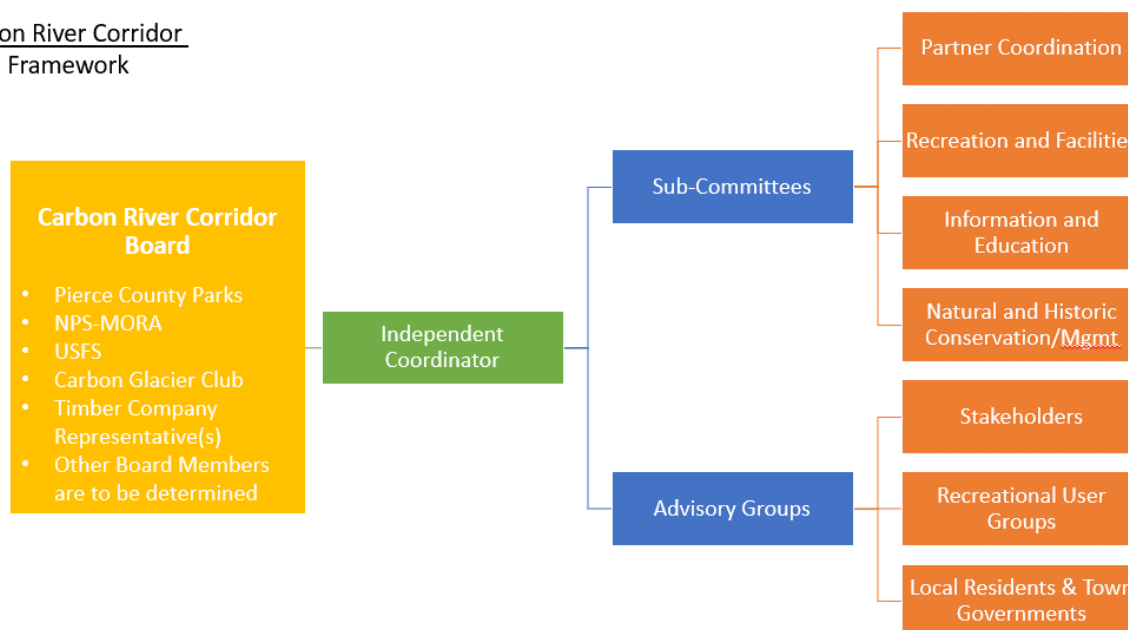 on River Corridor
Framework
Carbon River Corridor
Board
• Pierce County Parks
• NPS-MORA
• USFS
• Carbon Glacier Club
• Timber Company
Representative(s)
• Other Board Members
are to be determined
Independent
Coordinator
Sub-Committees
Partner Coordination
Recreation and Facilitie
Information and
Education
Natural and Historic
Conservation/Mgmt
Advisory Groups
Stakeholders
Recreational User
Groups
Local Residents & Town
Governments